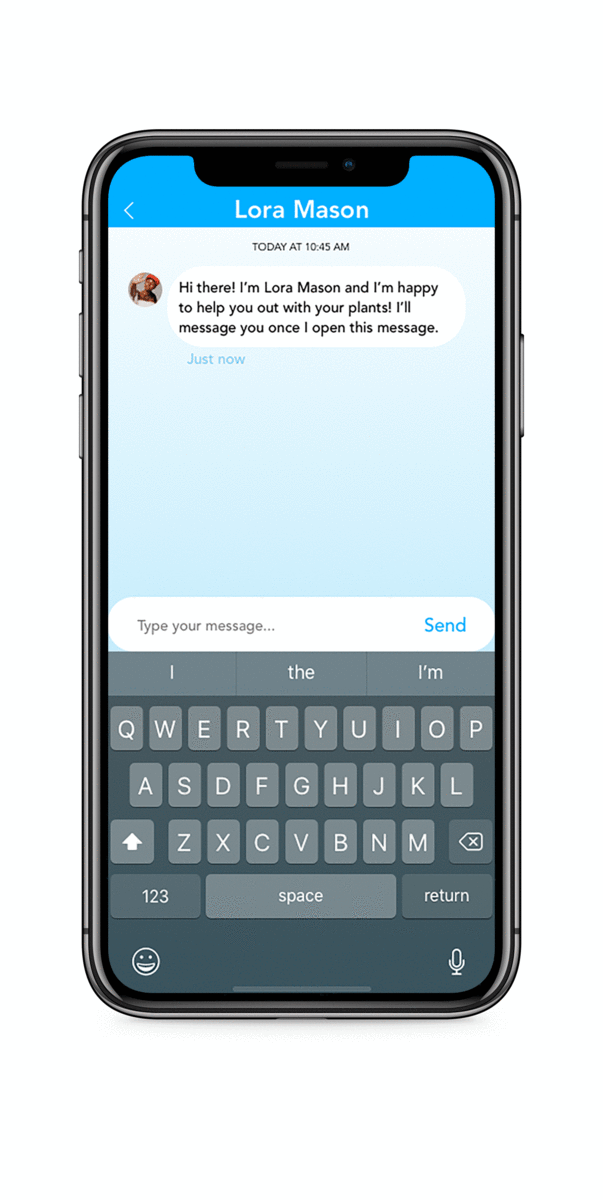 Lora Mason
TODAY AT 10:45 AM
Hi there! I'm Lora Mason and I'm happy
to help you out with your plants! I'll
message you once I open this message.
Just now
Type your message... Send
I the I'm
Q W E R T Y U I O P
A S D F G H J K L
Z X C V B N M
123 space return